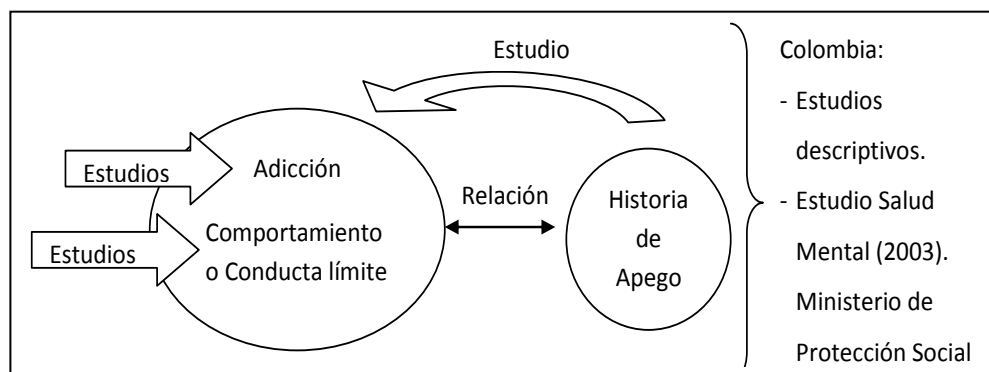 Estudio
Estudios
Adicción
Estudios
Comportamiento
o Conducta límite
Relación
Historia
de
Apego
Colombia:
- Estudios
descriptivos.
- Estudio Salud
Mental (2003).
Ministerio de
Protección Social